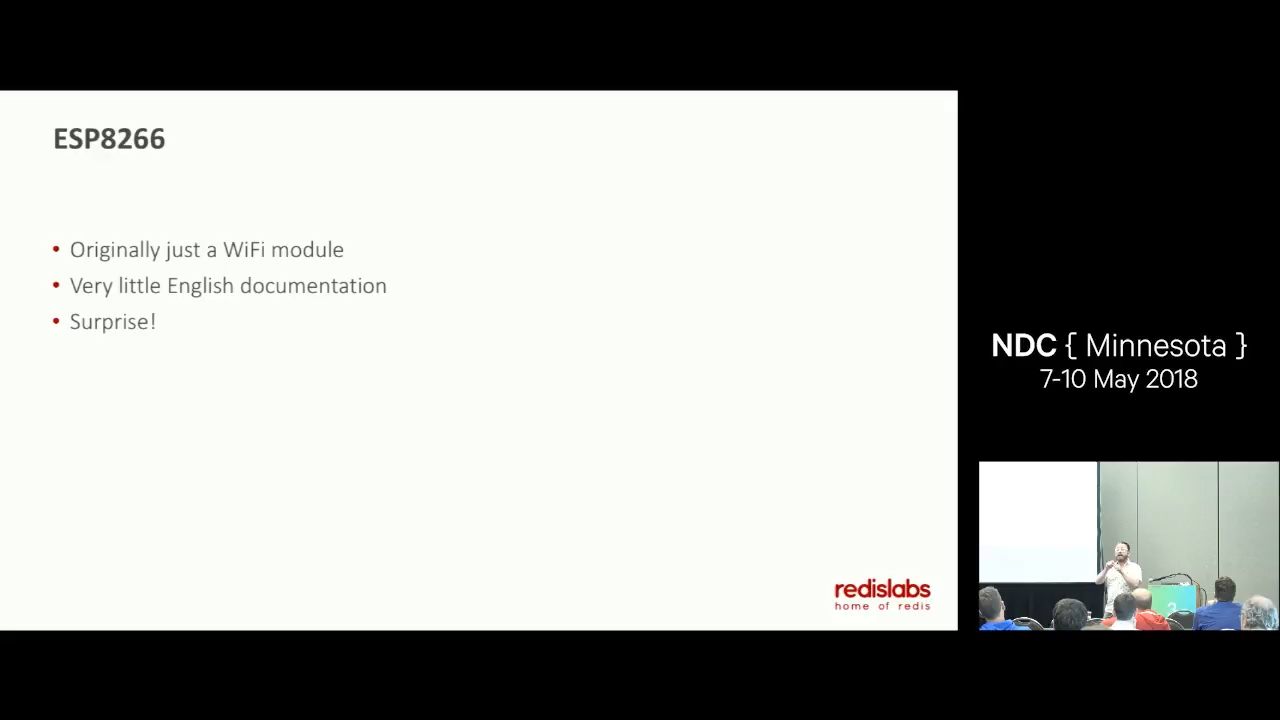 ESP8266
• Originally just a WiFi module
• Very little English documentation
• Surprise!
redislabs
home of redis
NDC { Minnesota }
7-10 May 2018